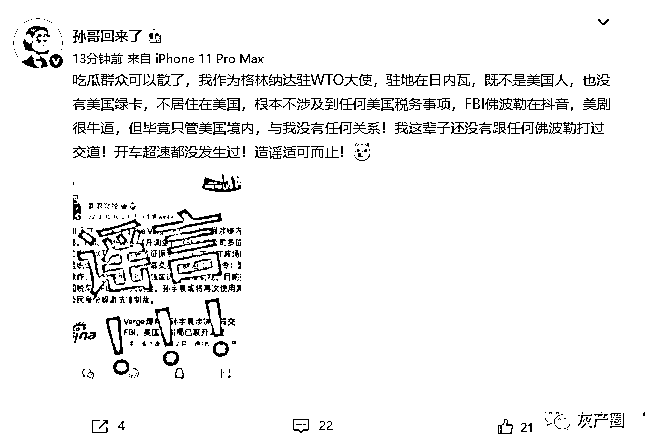 孙哥回来了
13分钟前 来自 iPhone 11 Pro Max
吃瓜群众可以散了，我作为格林纳达驻WTO大使，驻地在日内瓦，既不是美国人，也没
有美国绿卡，不居住在美国，根本不涉及到任何美国税务事项，FBI佛波勒在抖音，美剧
很牛逼，但毕竟只管美国境内，与我没有任何关系！我这辈子还没有跟任何佛波勒打过
交道！开车超速都没发生过！造谣适可而止！
谣言
！！！
4
22
21
灰产圈